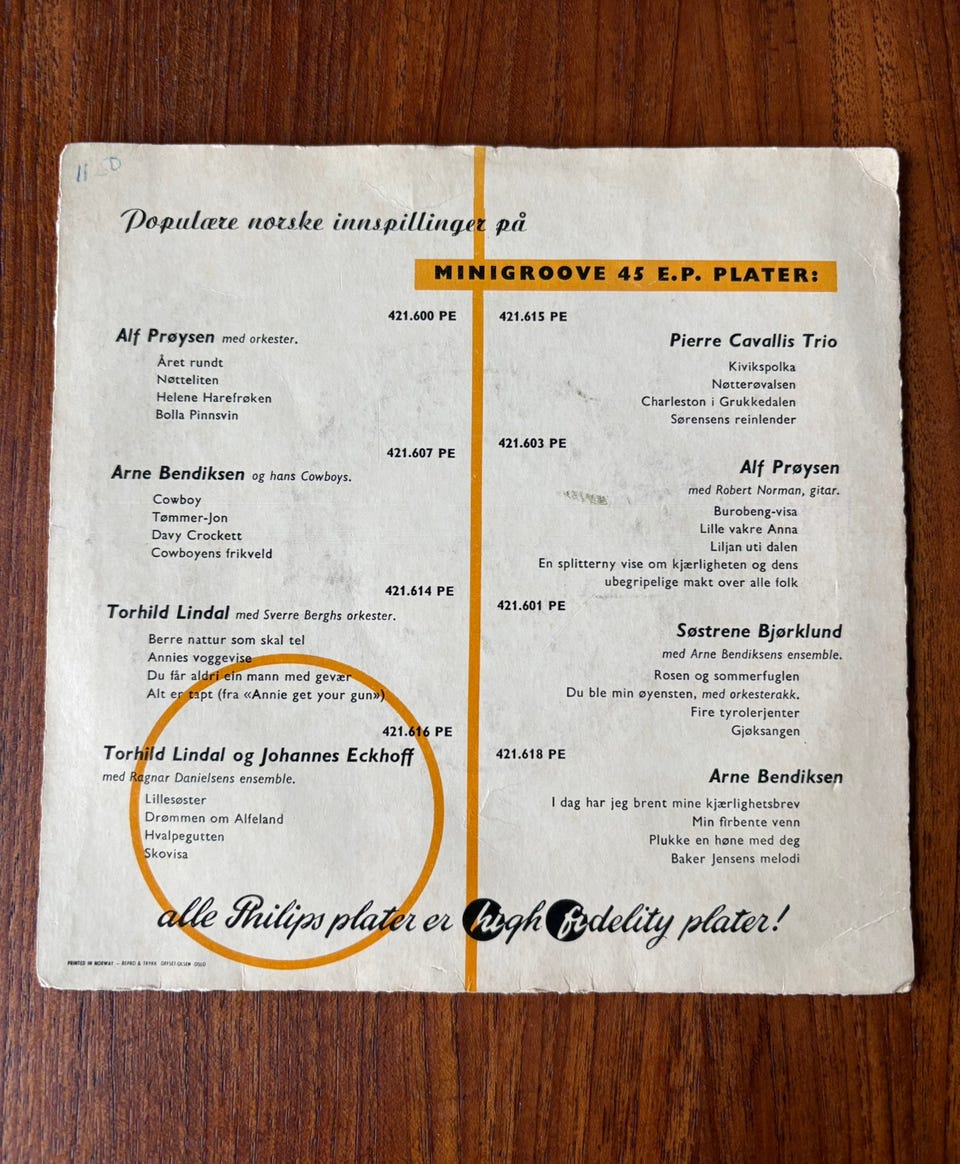 11 50
Populære norske innspillinger på
MINIGROOVE 45 E.P. PLATER:
421.600 PE
Alf Prøysen med orkester.
Året rundt
Nøtteliten
Helene Harefrøken
Bolla Pinnsvin
421.607 PE
Arne Bendiksen og hans Cowboys.
Cowboy
Tømmer-Jon
Davy Crockett
Cowboyens frikveld
421.614 PE
Torhild Lindal med Sverre Berghs orkester.
Berre nattur som skal tel
Annies voggevise
Du får aldri ein mann med gevær
Alt er tapt (fra «Annie get your gun»)
421.616 PE
Torhild Lindal og Johannes Eckhoff
med Ragnar Danielsens ensemble.
Lillesøster
Drømmen om Alfeland
Hvalpegutten
Skovisa
421.615 PE
Pierre Cavallis Trio
Kivikspolka
Nøtterøvalsen
Charleston i Grukkedalen
Sørensens reinlender
421.603 PE
Alf Prøysen
med Robert Norman, gitar.
Burobeng-visa
Lille vakre Anna
Liljan uti dalen
En splitterny vise om kjærligheten og dens
ubegripelige makt over alle folk
421.601 PE
Søstrene Bjørklund
med Arne Bendiksens ensemble.
Rosen og sommerfuglen
Du ble min øyensten, med orkesterakk.
Fire tyrolerjenter
Gjøksangen
421.618 PE
Arne Bendiksen
I dag har jeg brent mine kjærlighetsbrev
Min firbente venn
Plukke en høne med deg
Baker Jensens melodi
alle Philips plater er high fidelity plater!
PRINTED IN NORWAY — REPRO & TRYKK OFFSET-OLSEN OSLO